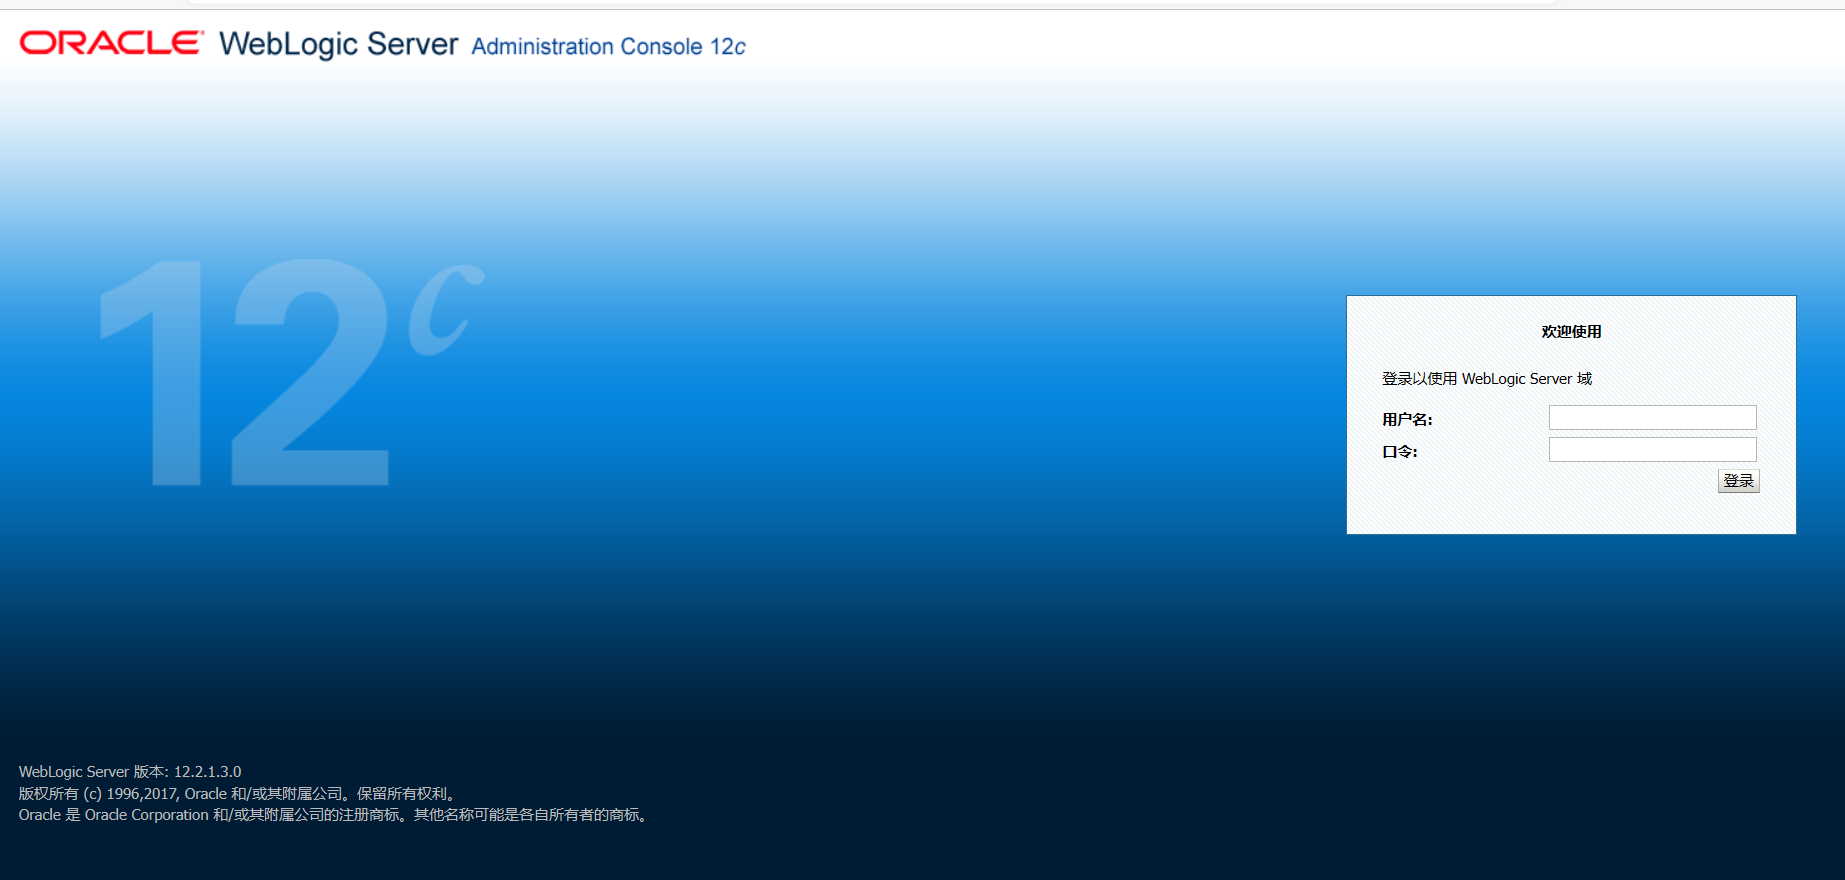 ORACLE® WebLogic Server Administration Console 12c
12c
欢迎使用
登录以使用 WebLogic Server 域
用户名:
口令:
登录
WebLogic Server 版本: 12.2.1.3.0
版权所有 (c) 1996,2017, Oracle 和/或其附属公司。保留所有权利。
Oracle 是 Oracle Corporation 和/或其附属公司的注册商标。其他名称可能是各自所有者的商标。